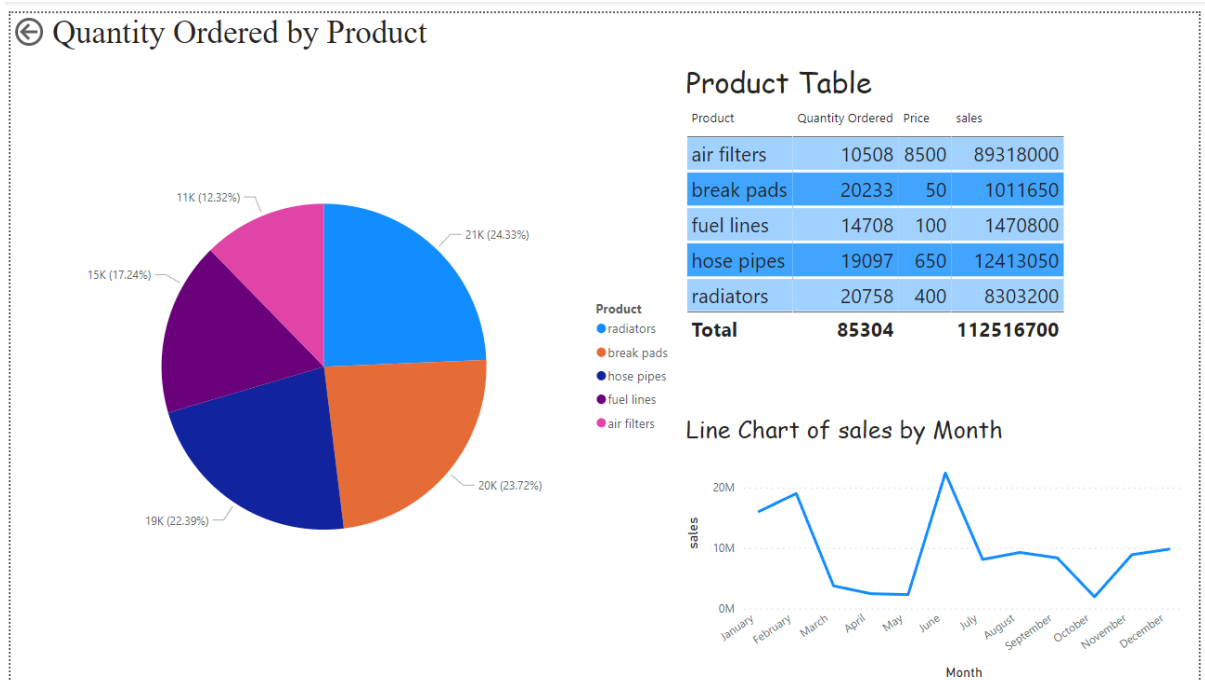 Quantity Ordered by Product
11K (12.32%)
21K (24.33%)
15K (17.24%)
20K (23.72%)
19K (22.39%)
Product
radiators
break pads
hose pipes
fuel lines
air filters
Product Table
Product Quantity Ordered Price sales
air filters 10508 8500 89318000
break pads 20233 50 1011650
fuel lines 14708 100 1470800
hose pipes 19097 650 12413050
radiators 20758 400 8303200
Total 85304 112516700
Line Chart of sales by Month
20M
10M
0M
sales
January February March April May June July August September October November December
Month